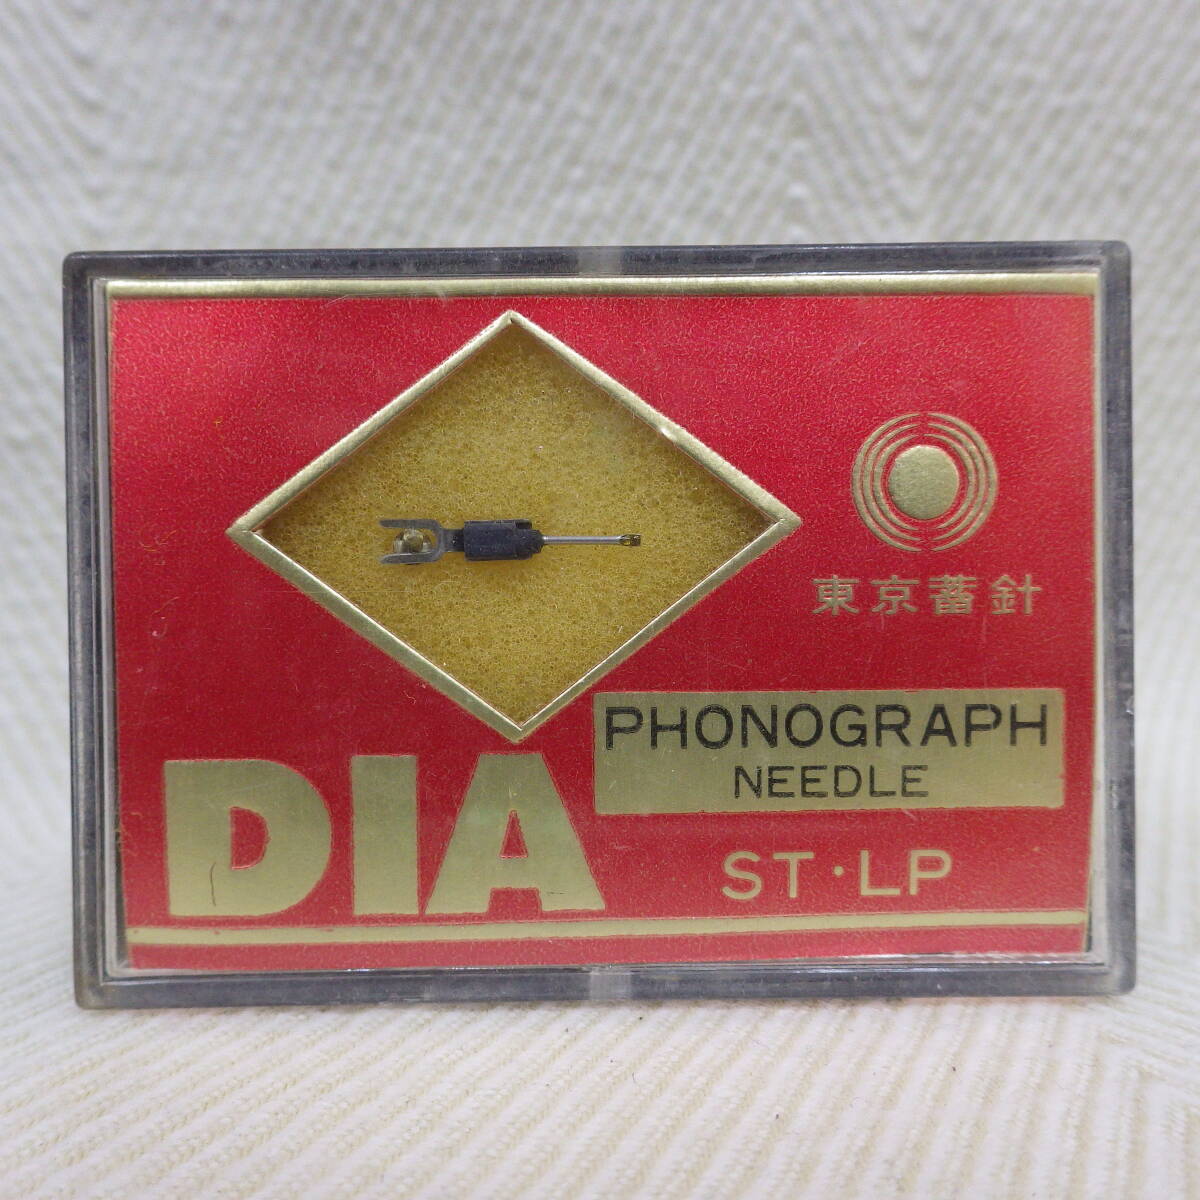 東京蓄針
PHONOGRAPH
NEEDLE
DIA
ST・LP